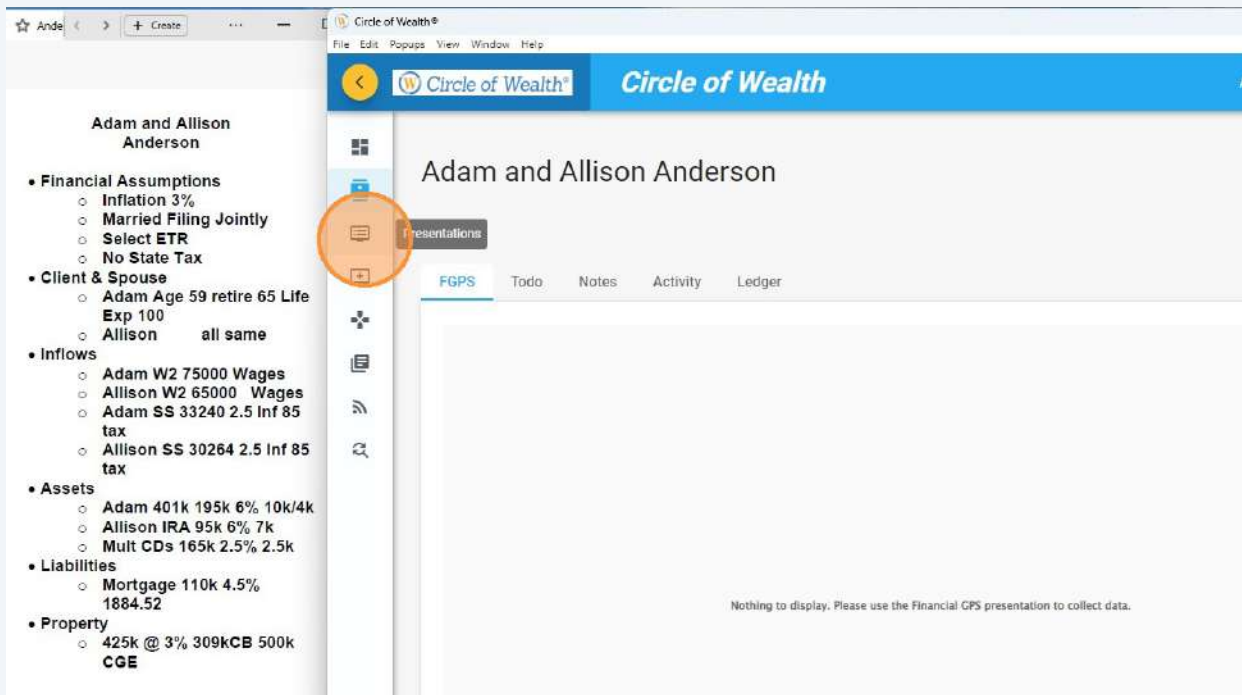 Ande
+ Create
Circle of Wealth®
File Edit Popups View Window Help
Circle of Wealth®
Circle of Wealth
Adam and Allison
Anderson
• Financial Assumptions
○ Inflation 3%
○ Married Filing Jointly
○ Select ETR
○ No State Tax
• Client & Spouse
○ Adam Age 59 retire 65 Life
Exp 100
○ Allison all same
• Inflows
○ Adam W2 75000 Wages
○ Allison W2 65000 Wages
○ Adam SS 33240 2.5 Inf 85
tax
○ Allison SS 30264 2.5 Inf 85
tax
• Assets
○ Adam 401k 195k 6% 10k/4k
○ Allison IRA 95k 6% 7k
○ Mult CDs 165k 2.5% 2.5k
• Liabilities
○ Mortgage 110k 4.5%
1884.52
• Property
○ 425k @ 3% 309kCB 500k
CGE
Adam and Allison Anderson
Presentations
FGPS Todo Notes Activity Ledger
Nothing to display. Please use the Financial GPS presentation to collect data.